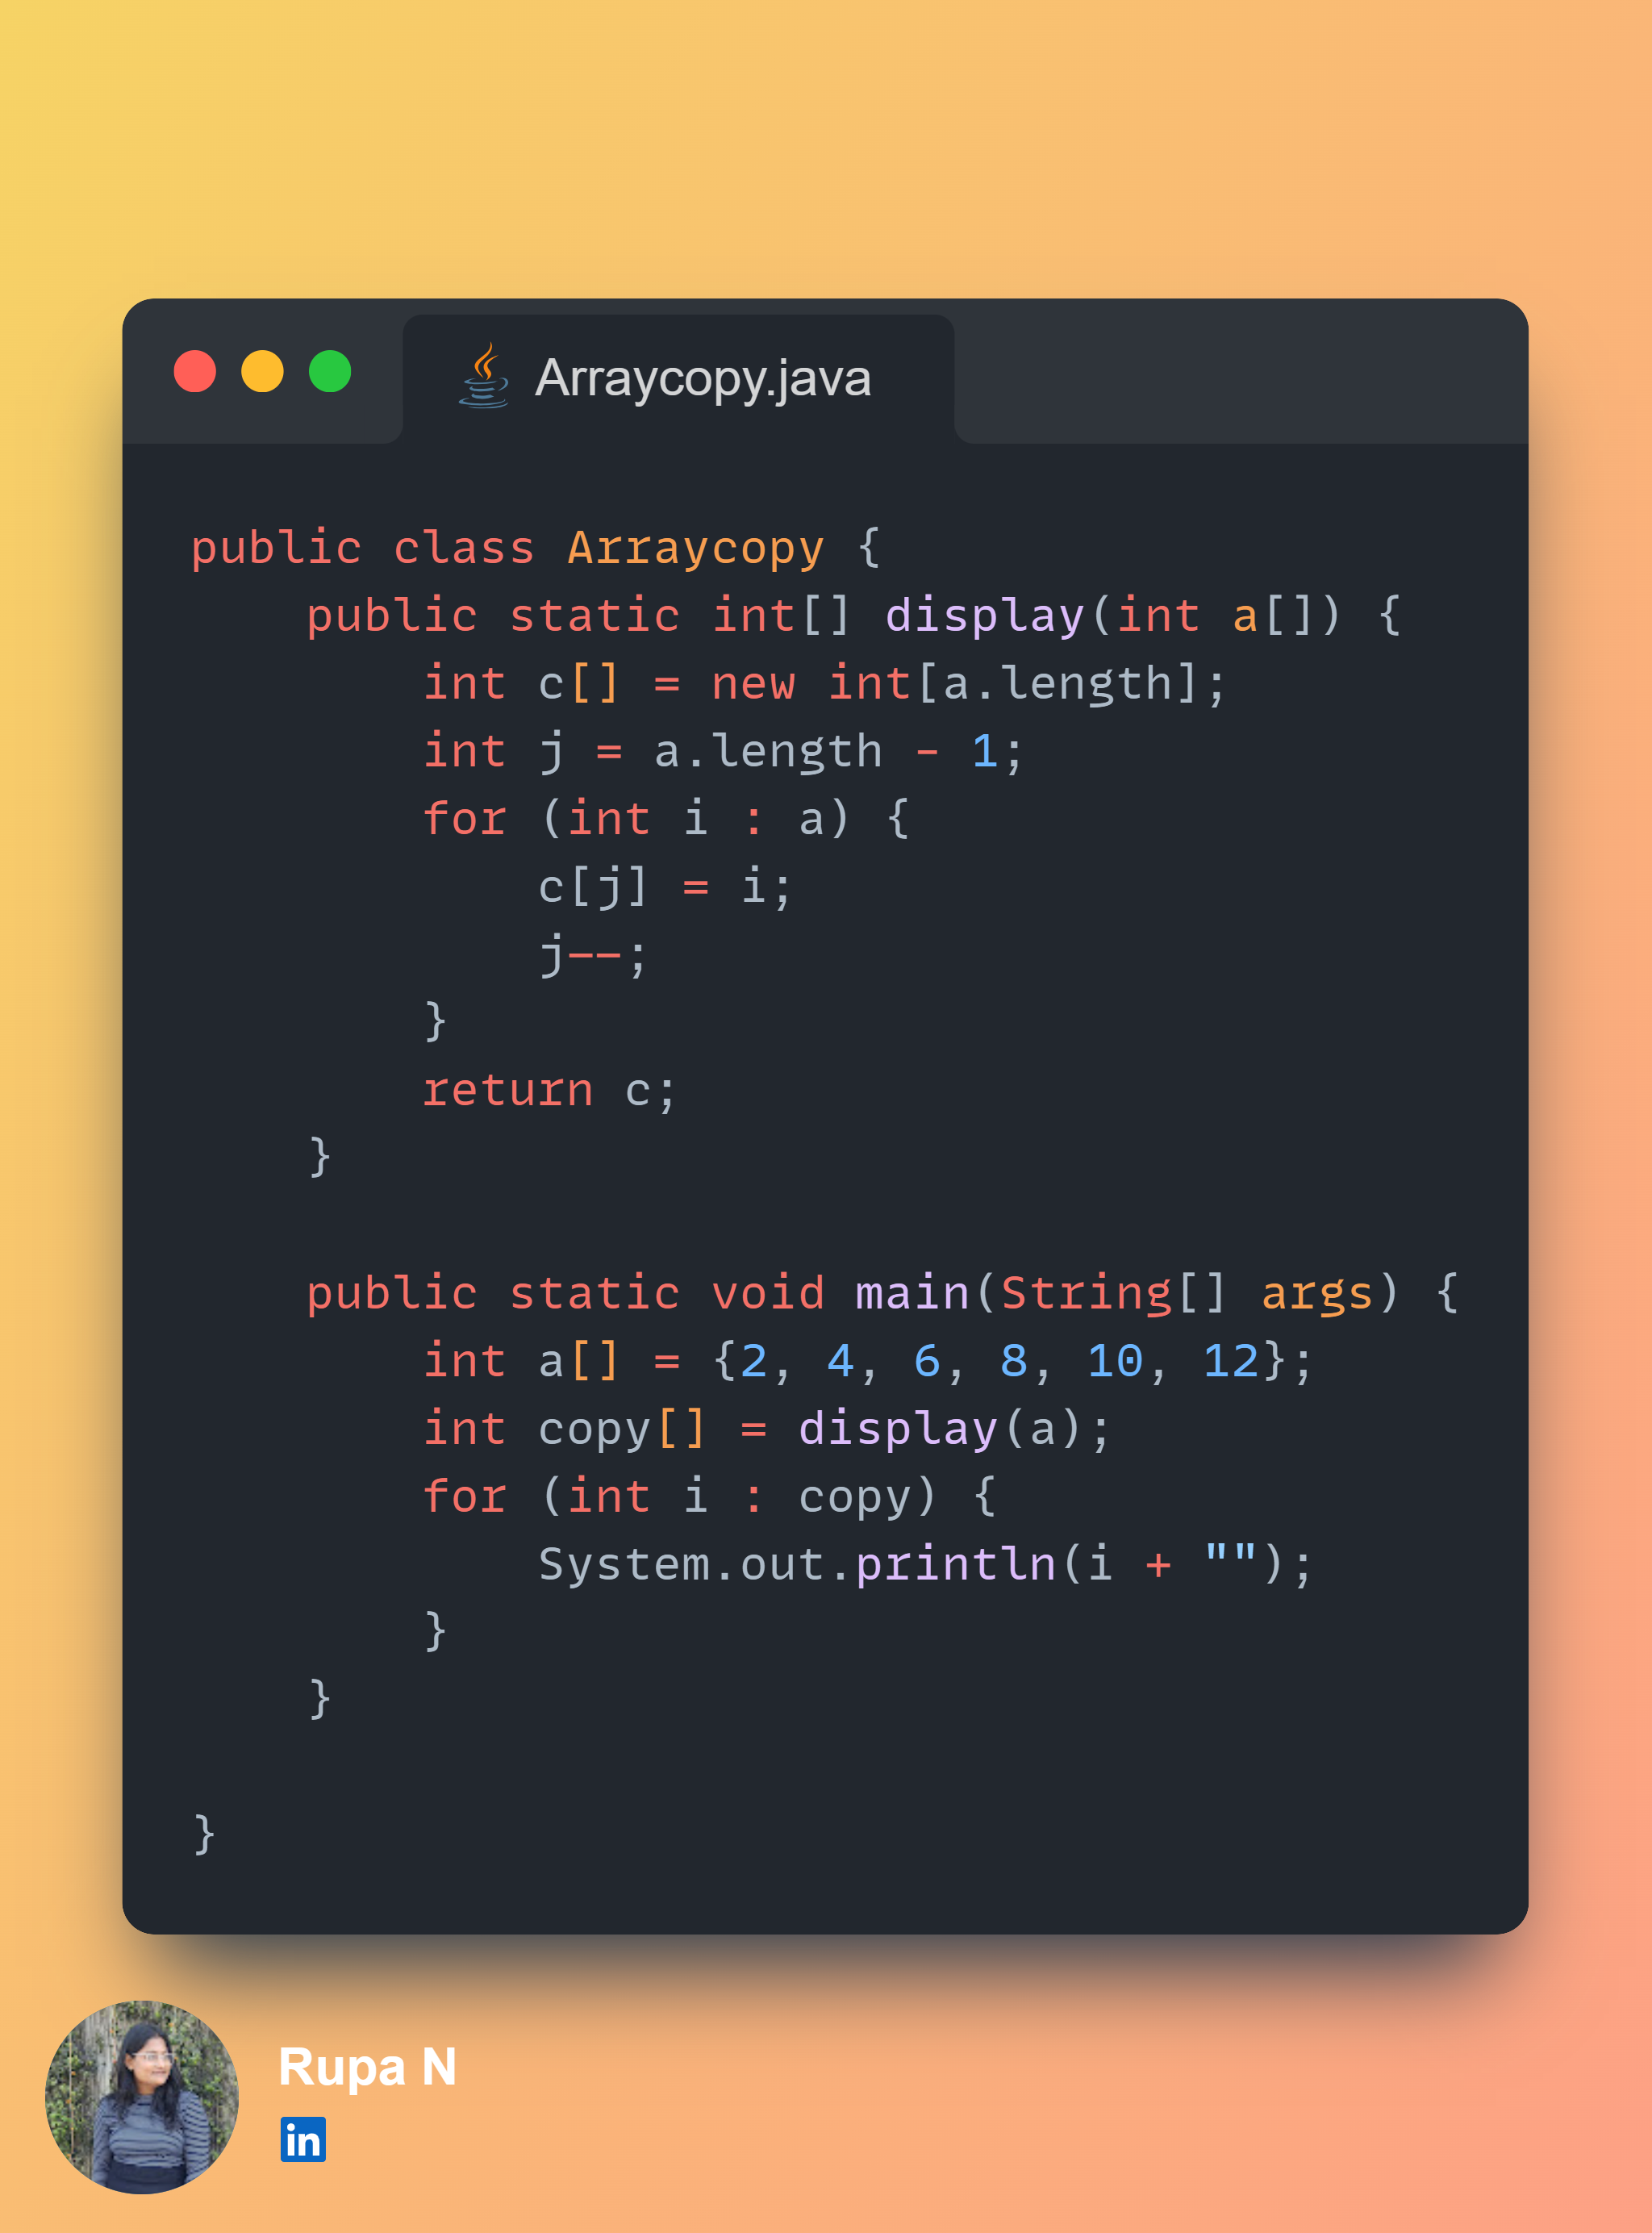 Arraycopy.java
public class Arraycopy {
    public static int[] display(int a[]) {
        int c[] = new int[a.length];
        int j = a.length - 1;
        for (int i : a) {
            c[j] = i;
            j--;
        }
        return c;
    }
    public static void main(String[] args) {
        int a[] = {2, 4, 6, 8, 10, 12};
        int copy[] = display(a);
        for (int i : copy) {
            System.out.println(i + "");
        }
    }
}
Rupa N
in